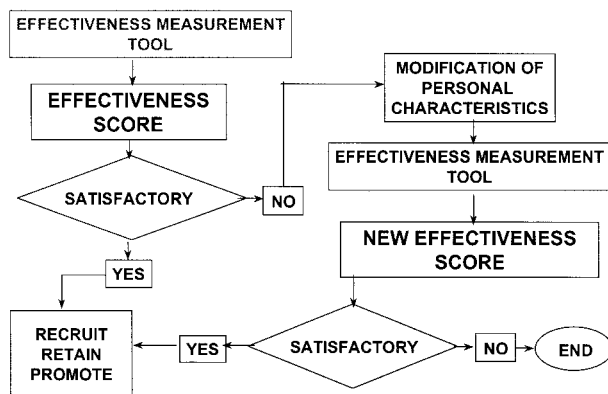 EFFECTIVENESS MEASUREMENT
TOOL
EFFECTIVENESS
SCORE
SATISFACTORY
NO
YES
RECRUIT
RETAIN
PROMOTE
MODIFICATION OF
PERSONAL
CHARACTERISTICS
EFFECTIVENESS MEASUREMENT
TOOL
NEW EFFECTIVENESS
SCORE
SATISFACTORY
YES
NO
END